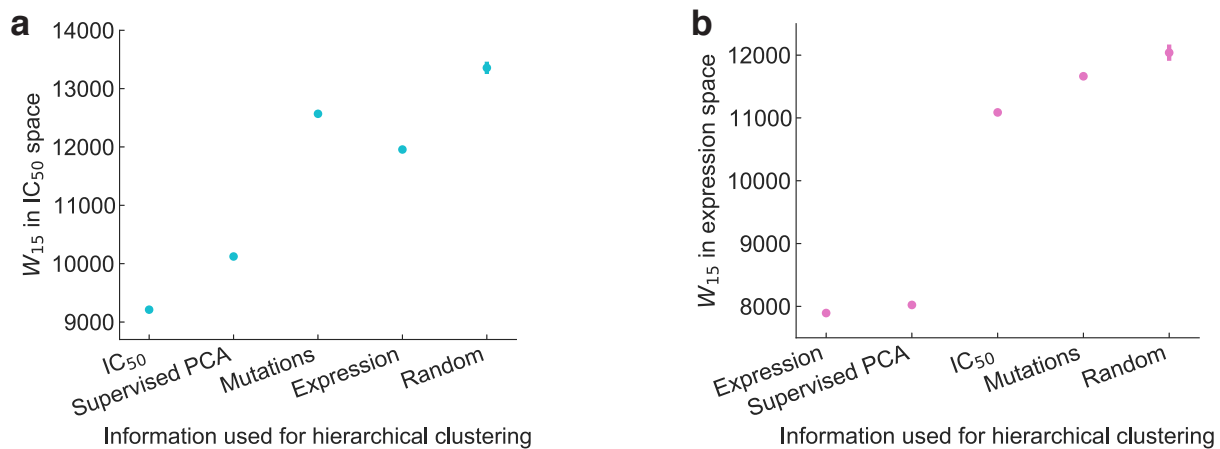 a
14000
13000
12000
11000
10000
9000
W₁₅ in IC₅₀ space
IC₅₀
Supervised PCA
Mutations
Expression
Random
Information used for hierarchical clustering
b
12000
11000
10000
9000
8000
W₁₅ in expression space
Expression
Supervised PCA
IC₅₀
Mutations
Random
Information used for hierarchical clustering